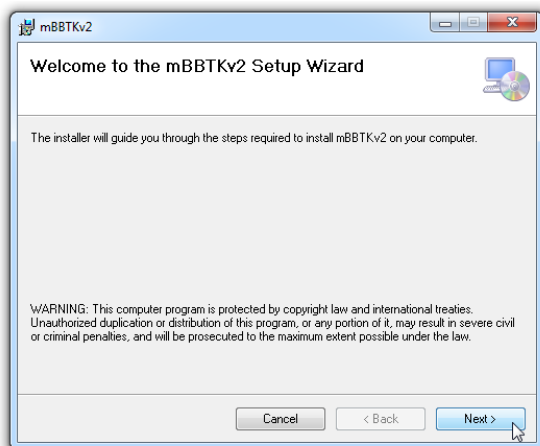 mBBTKv2
Welcome to the mBBTKv2 Setup Wizard
The installer will guide you through the steps required to install mBBTKv2 on your computer.
WARNING: This computer program is protected by copyright law and international treaties.
Unauthorized duplication or distribution of this program, or any portion of it, may result in severe civil
or criminal penalties, and will be prosecuted to the maximum extent possible under the law.
Cancel
< Back
Next >